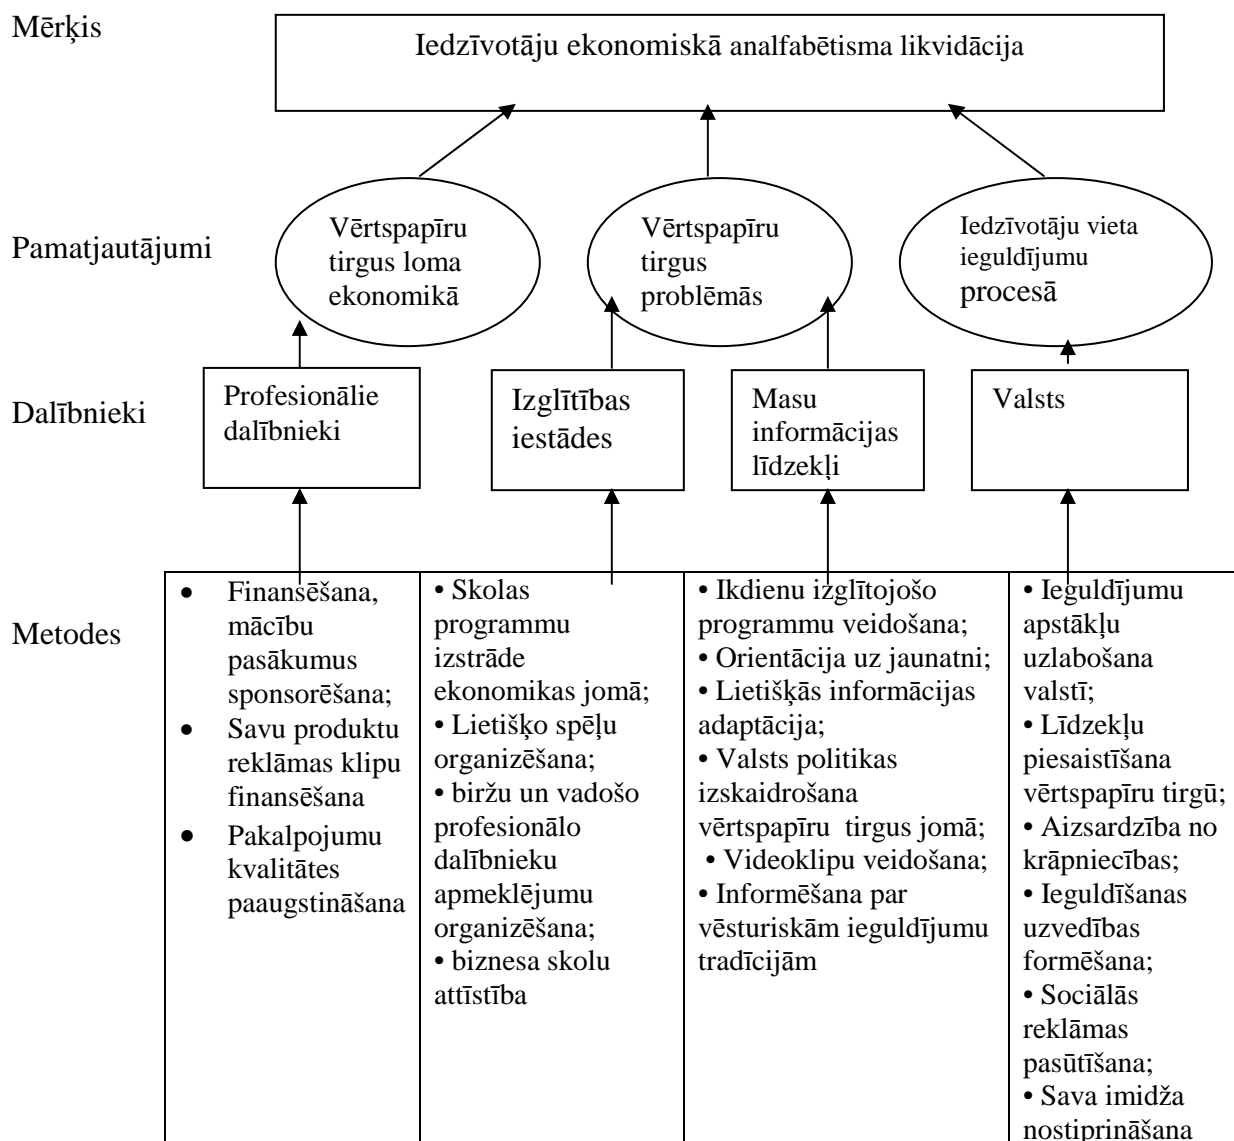 Mērķis
Iedzīvotāju ekonomiskā analfabētisma likvidācija
Pamatjautājumi
Vērtspapīru
tirgus loma
ekonomikā
Vērtspapīru
tirgus
problēmās
Iedzīvotāju vieta
ieguldījumu
procesā
Dalībnieki
Profesionālie
dalībnieki
Izglītības
iestādes
Masu
informācijas
līdzekļi
Valsts
Metodes
• Finansēšana,
mācību
pasākumus
sponsorēšana;
• Savu produktu
reklāmas klipu
finansēšana
• Pakalpojumu
kvalitātes
paaugstināšana
• Skolas
programmu
izstrāde
ekonomikas jomā;
• Lietišķo spēļu
organizēšana;
• biržu un vadošo
profesionālo
dalībnieku
apmeklējumu
organizēšana;
• biznesa skolu
attīstība
• Ikdienu izglītojošo
programmu veidošana;
• Orientācija uz jaunatni;
• Lietišķās informācijas
adaptācija;
• Valsts politikas
izskaidrošana
vērtspapīru tirgus jomā;
• Videoklipu veidošana;
• Informēšana par
vēsturiskām ieguldījumu
tradīcijām
• Ieguldījumu
apstākļu
uzlabošana
valstī;
• Līdzekļu
piesaistīšana
vērtspapīru tirgū;
• Aizsardzība no
krāpniecības;
• Ieguldīšanas
uzvedības
formēšana;
• Sociālās
reklāmas
pasūtīšana;
• Sava imidža
nostiprināšana